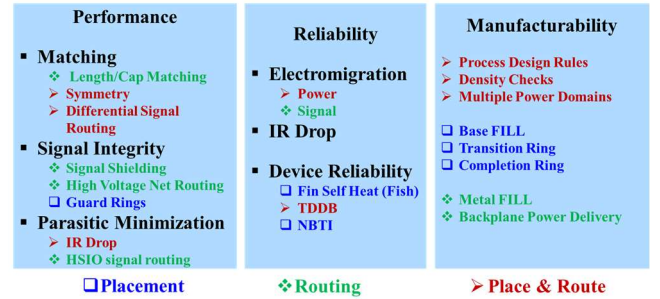 Performance
Matching
Length/Cap Matching
Symmetry
Differential Signal
Routing
Signal Integrity
Signal Shielding
High Voltage Net Routing
Guard Rings
Parasitic Minimization
IR Drop
HSIO signal routing
Reliability
Electromigration
Power
Signal
IR Drop
Device Reliability
Fin Self Heat (Fish)
TDDB
NBTI
Manufacturability
Process Design Rules
Density Checks
Multiple Power Domains
Base FILL
Transition Ring
Completion Ring
Metal FILL
Backplane Power Delivery
Placement
Routing
Place & Route